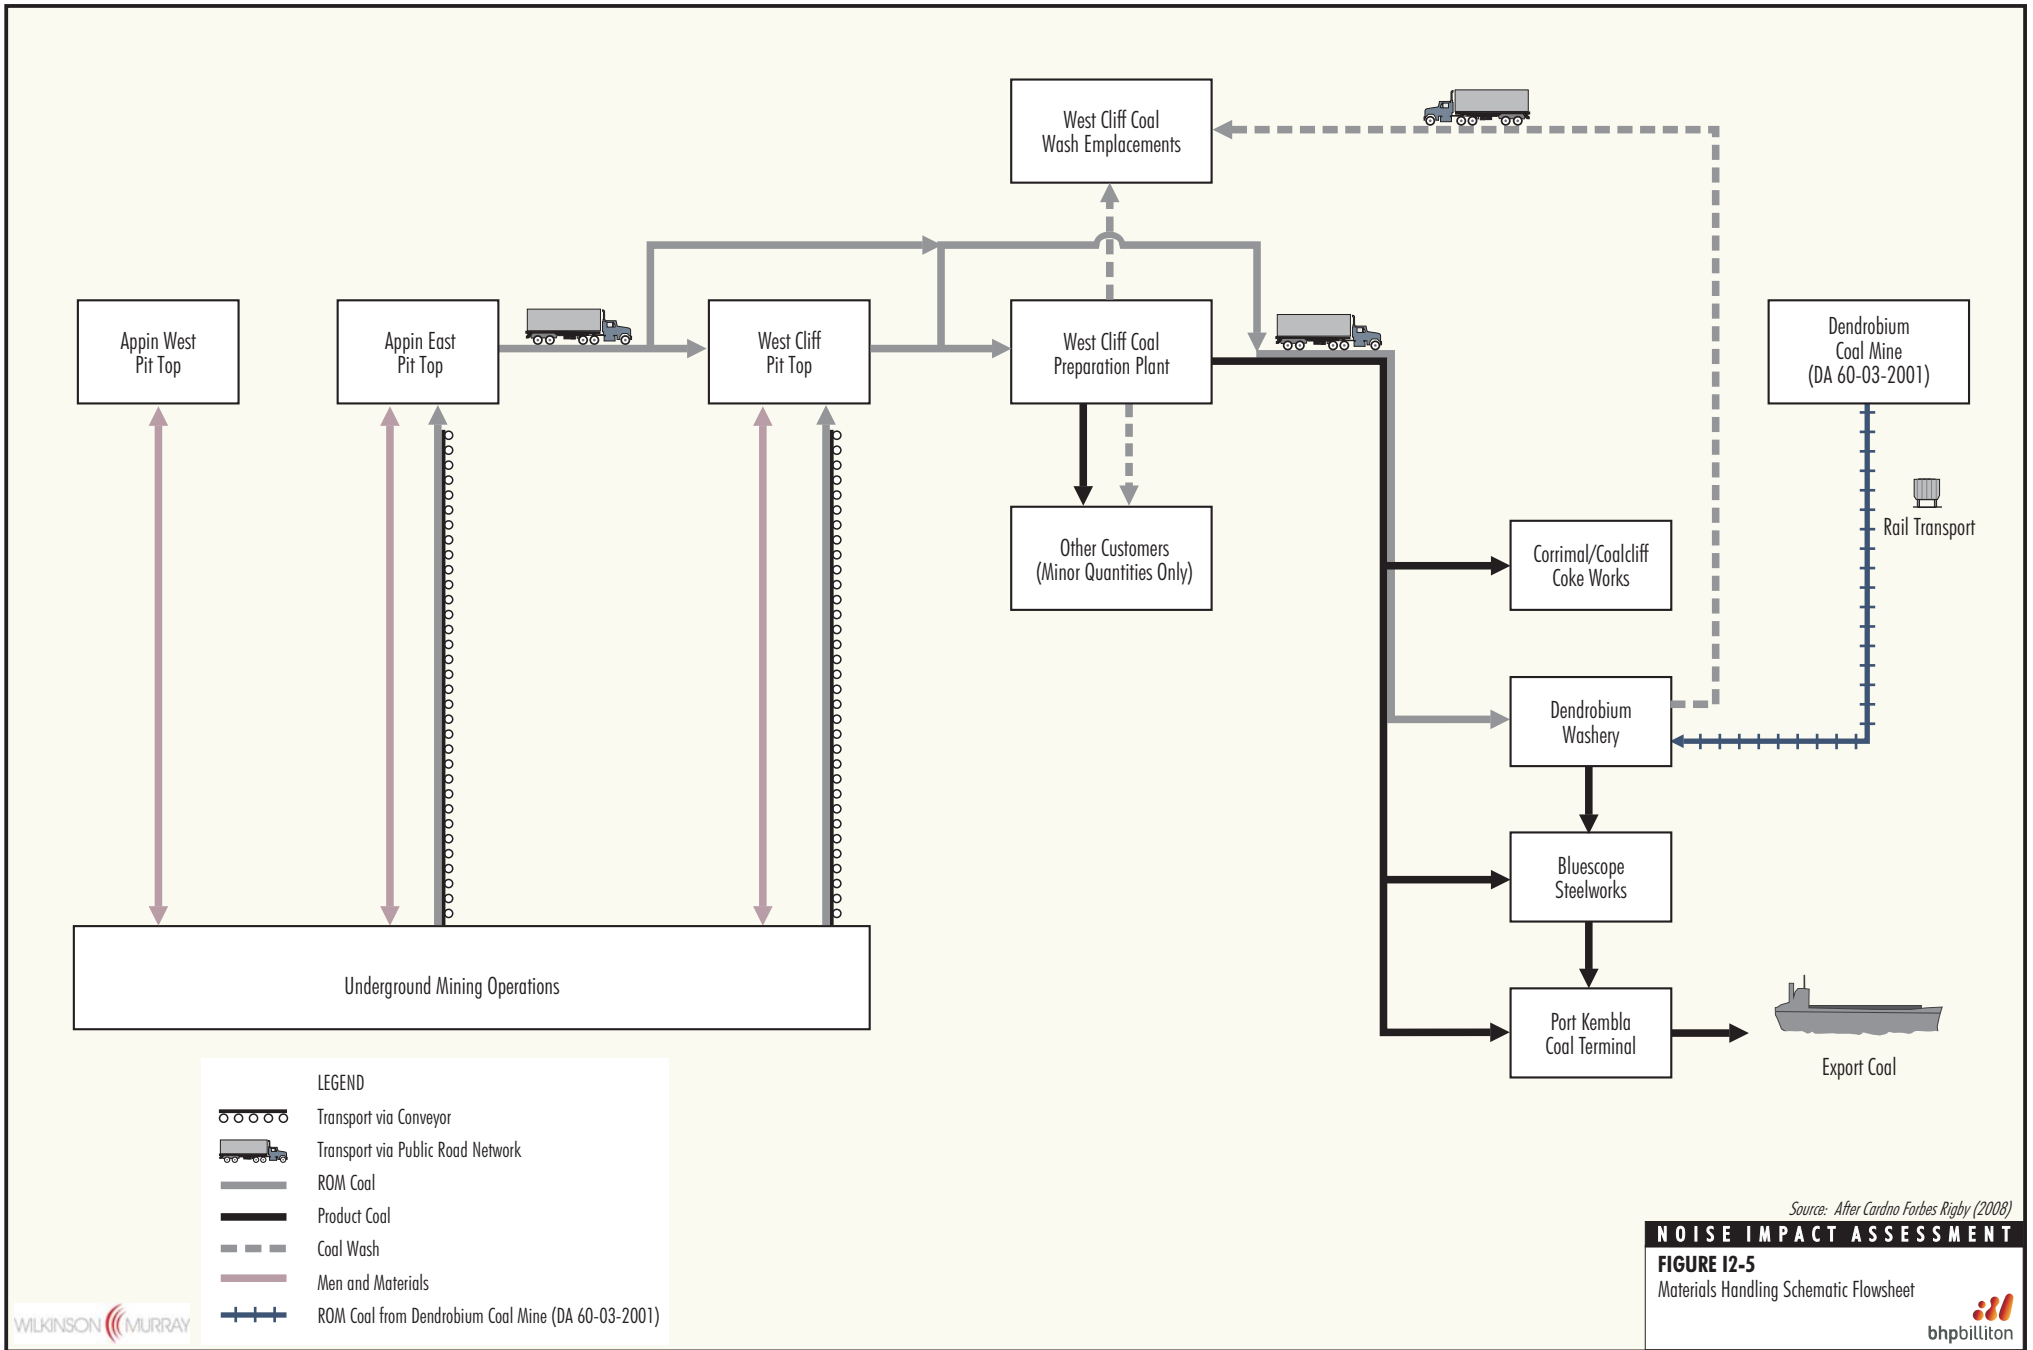 West Cliff Coal
Wash Emplacements
Appin West
Pit Top
Appin East
Pit Top
West Cliff
Pit Top
West Cliff Coal
Preparation Plant
Dendrobium
Coal Mine
(DA 60-03-2001)
Rail Transport
Other Customers
(Minor Quantities Only)
Corrimal/Coalcliff
Coke Works
Dendrobium
Washery
Bluescope
Steelworks
Underground Mining Operations
Port Kembla
Coal Terminal
Export Coal
LEGEND
Transport via Conveyor
Transport via Public Road Network
ROM Coal
Product Coal
Coal Wash
Men and Materials
ROM Coal from Dendrobium Coal Mine (DA 60-03-2001)
WILKINSON MURRAY
Source: After Cardno Forbes Rigby (2008)
NOISE IMPACT ASSESSMENT
FIGURE I2-5
Materials Handling Schematic Flowsheet
bhpbilliton